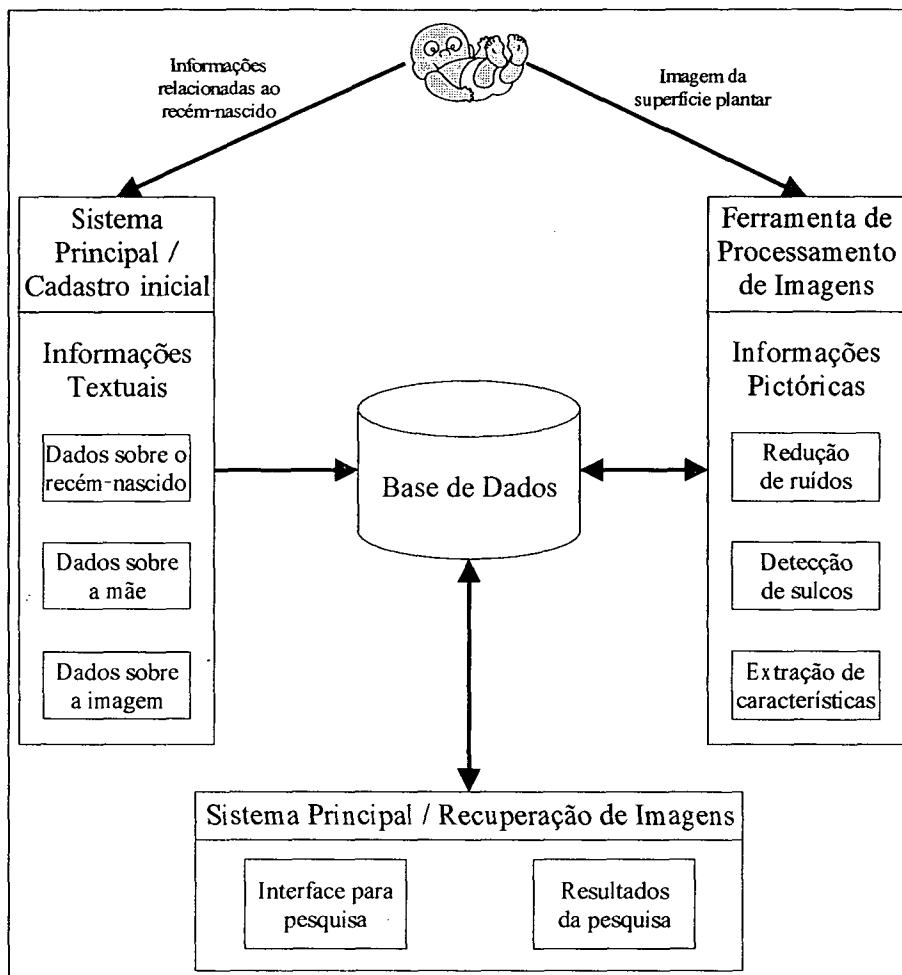 Informações
relacionadas ao
recém-nascido
Imagem da
superfície plantar
Sistema
Principal /
Cadastro inicial
Informações
Textuais
Dados sobre o
recém-nascido
Dados sobre
a mãe
Dados sobre
a imagem
Base de Dados
Ferramenta de
Processamento
de Imagens
Informações
Pictóricas
Redução
de ruídos
Detecção
de sulcos
Extração de
características
Sistema Principal / Recuperação de Imagens
Interface para
pesquisa
Resultados
da pesquisa